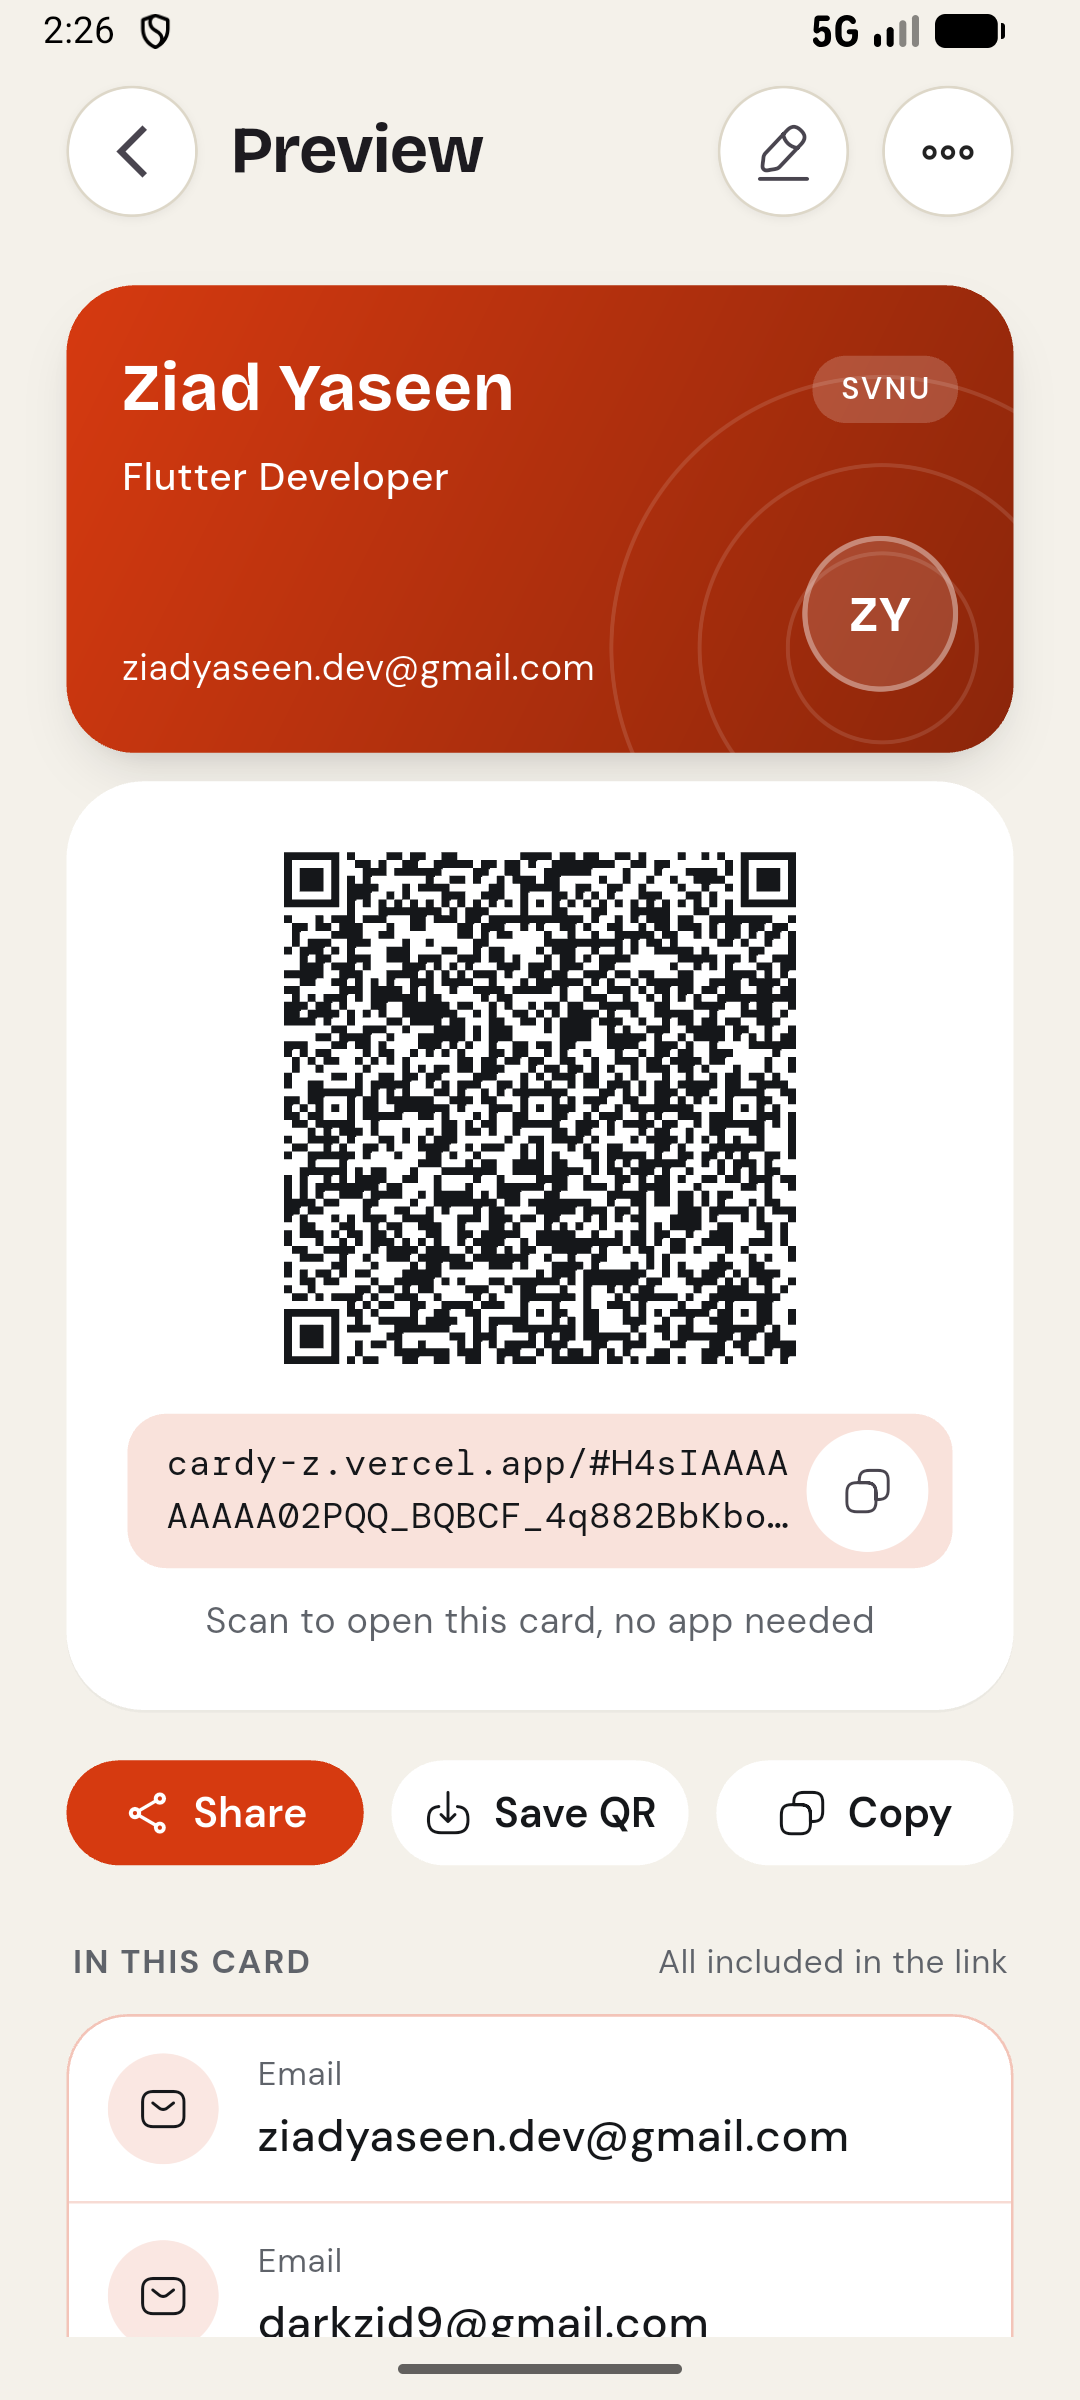 2:26
5G
Preview
Ziad Yaseen
SVNU
Flutter Developer
ZY
ziadyaseen.dev@gmail.com
cardy-z.vercel.app/#H4sIAAAA
AAAAA02PQQ_BQBCF_4q882BbKbo…
Scan to open this card, no app needed
Share
Save QR
Copy
IN THIS CARD
All included in the link
Email
ziadyaseen.dev@gmail.com
Email
darkzid9@gmail.com